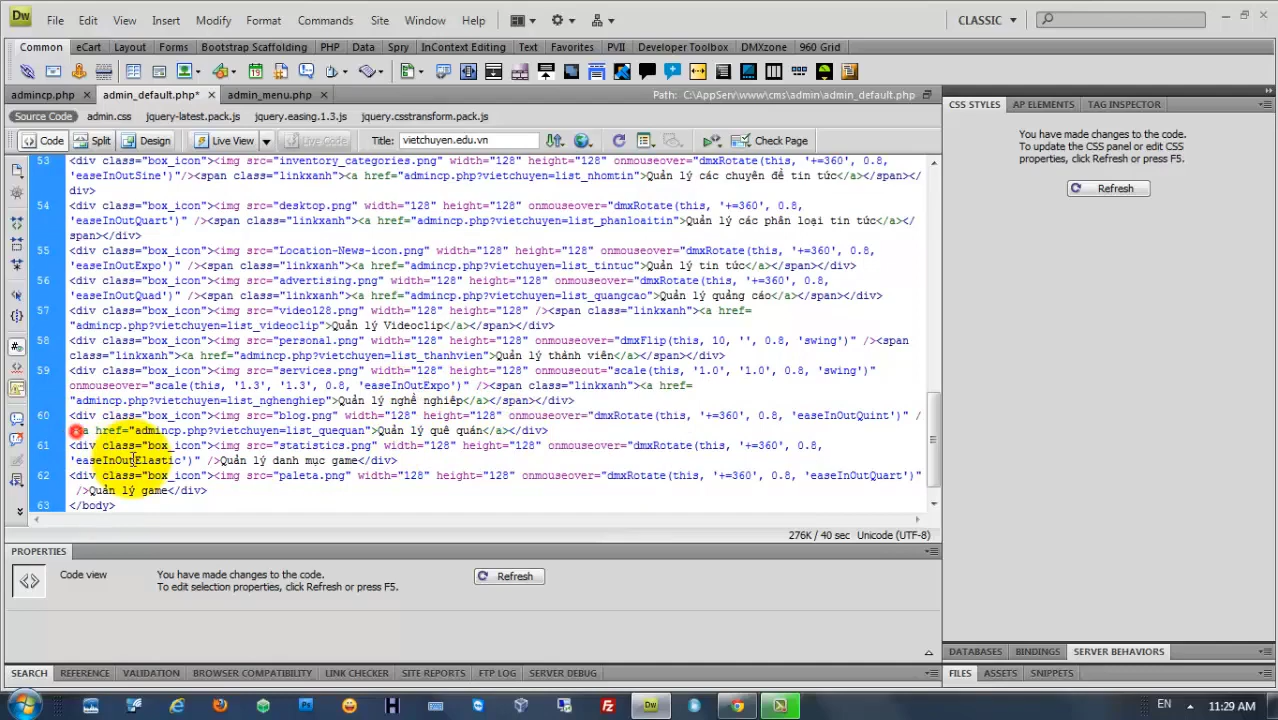 Dw File Edit View Insert Modify Format Commands Site Window Help CLASSIC
Common eCart Layout Forms Bootstrap Scaffolding PHP Data Spry InContext Editing Text Favorites PVII Developer Toolbox DMXzone 960 Grid
admincp.php admin_default.php* admin_menu.php Path: C:\AppServ\www\cms\admin\admin_default.php
CSS STYLES AP ELEMENTS TAG INSPECTOR
Source Code admin.css jquery-latest.pack.js jquery.easing.1.3.js jquery.csstransform.pack.js
Code Split Design Live View Live Code Title: vietchuyen.edu.vn Check Page
You have made changes to the code.
To update the CSS panel or edit CSS
properties, click Refresh or press F5.
Refresh
53 <div class="box_icon"><img src="inventory_categories.png" width="128" height="128" onmouseover="dmxRotate(this, '+=360', 0.8,
'easeInOutSine')"/><span class="linkxanh"><a href="admincp.php?vietchuyen=list_nhomtin">Quản lý các chuyên đề tin tức</a></span></
div>
54 <div class="box_icon"><img src="desktop.png" width="128" height="128" onmouseover="dmxRotate(this, '+=360', 0.8,
'easeInOutQuart')" /><span class="linkxanh"><a href="admincp.php?vietchuyen=list_phanloaitin">Quản lý các phân loại tin tức</a></
span></div>
55 <div class="box_icon"><img src="Location-News-icon.png" width="128" height="128" onmouseover="dmxRotate(this, '+=360', 0.8,
'easeInOutExpo')" /><span class="linkxanh"><a href="admincp.php?vietchuyen=list_tintuc">Quản lý tin tức</a></span></div>
56 <div class="box_icon"><img src="advertising.png" width="128" height="128" onmouseover="dmxRotate(this, '+=360', 0.8,
'easeInOutQuad')" /><span class="linkxanh"><a href="admincp.php?vietchuyen=list_quangcao">Quản lý quảng cáo</a></span></div>
57 <div class="box_icon"><img src="video128.png" width="128" height="128" /><span class="linkxanh"><a href=
"admincp.php?vietchuyen=list_videoclip">Quản lý Videoclip</a></span></div>
58 <div class="box_icon"><img src="personal.png" width="128" height="128" onmouseover="dmxFlip(this, 10, '', 0.8, 'swing')" /><span
class="linkxanh"><a href="admincp.php?vietchuyen=list_thanhvien">Quản lý thành viên</a></span></div>
59 <div class="box_icon"><img src="services.png" width="128" height="128" onmouseout="scale(this, '1.0', '1.0', 0.8, 'swing')"
onmouseover="scale(this, '1.3', '1.3', 0.8, 'easeInOutExpo')" /><span class="linkxanh"><a href=
"admincp.php?vietchuyen=list_nghenghiep">Quản lý nghề nghiêp</a></span></div>
60 <div class="box_icon"><img src="blog.png" width="128" height="128" onmouseover="dmxRotate(this, '+=360', 0.8, 'easeInOutQuint')" /
a href="admincp.php?vietchuyen=list_quequan">Quản lý quê quán</a></div>
61 <div class="box_icon"><img src="statistics.png" width="128" height="128" onmouseover="dmxRotate(this, '+=360', 0.8,
'easeInOutElastic')" />Quản lý danh mục game</div>
62 <div class="box_icon"><img src="paleta.png" width="128" height="128" onmouseover="dmxRotate(this, '+=360', 0.8, 'easeInOutQuart')"
/>Quản lý game</div>
63 </body>
276K / 40 sec Unicode (UTF-8)
PROPERTIES
Code view You have made changes to the code.
To edit selection properties, click Refresh or press F5.
Refresh
DATABASES BINDINGS SERVER BEHAVIORS
SEARCH REFERENCE VALIDATION BROWSER COMPATIBILITY LINK CHECKER SITE REPORTS FTP LOG SERVER DEBUG
FILES ASSETS SNIPPETS
EN 11:29 AM